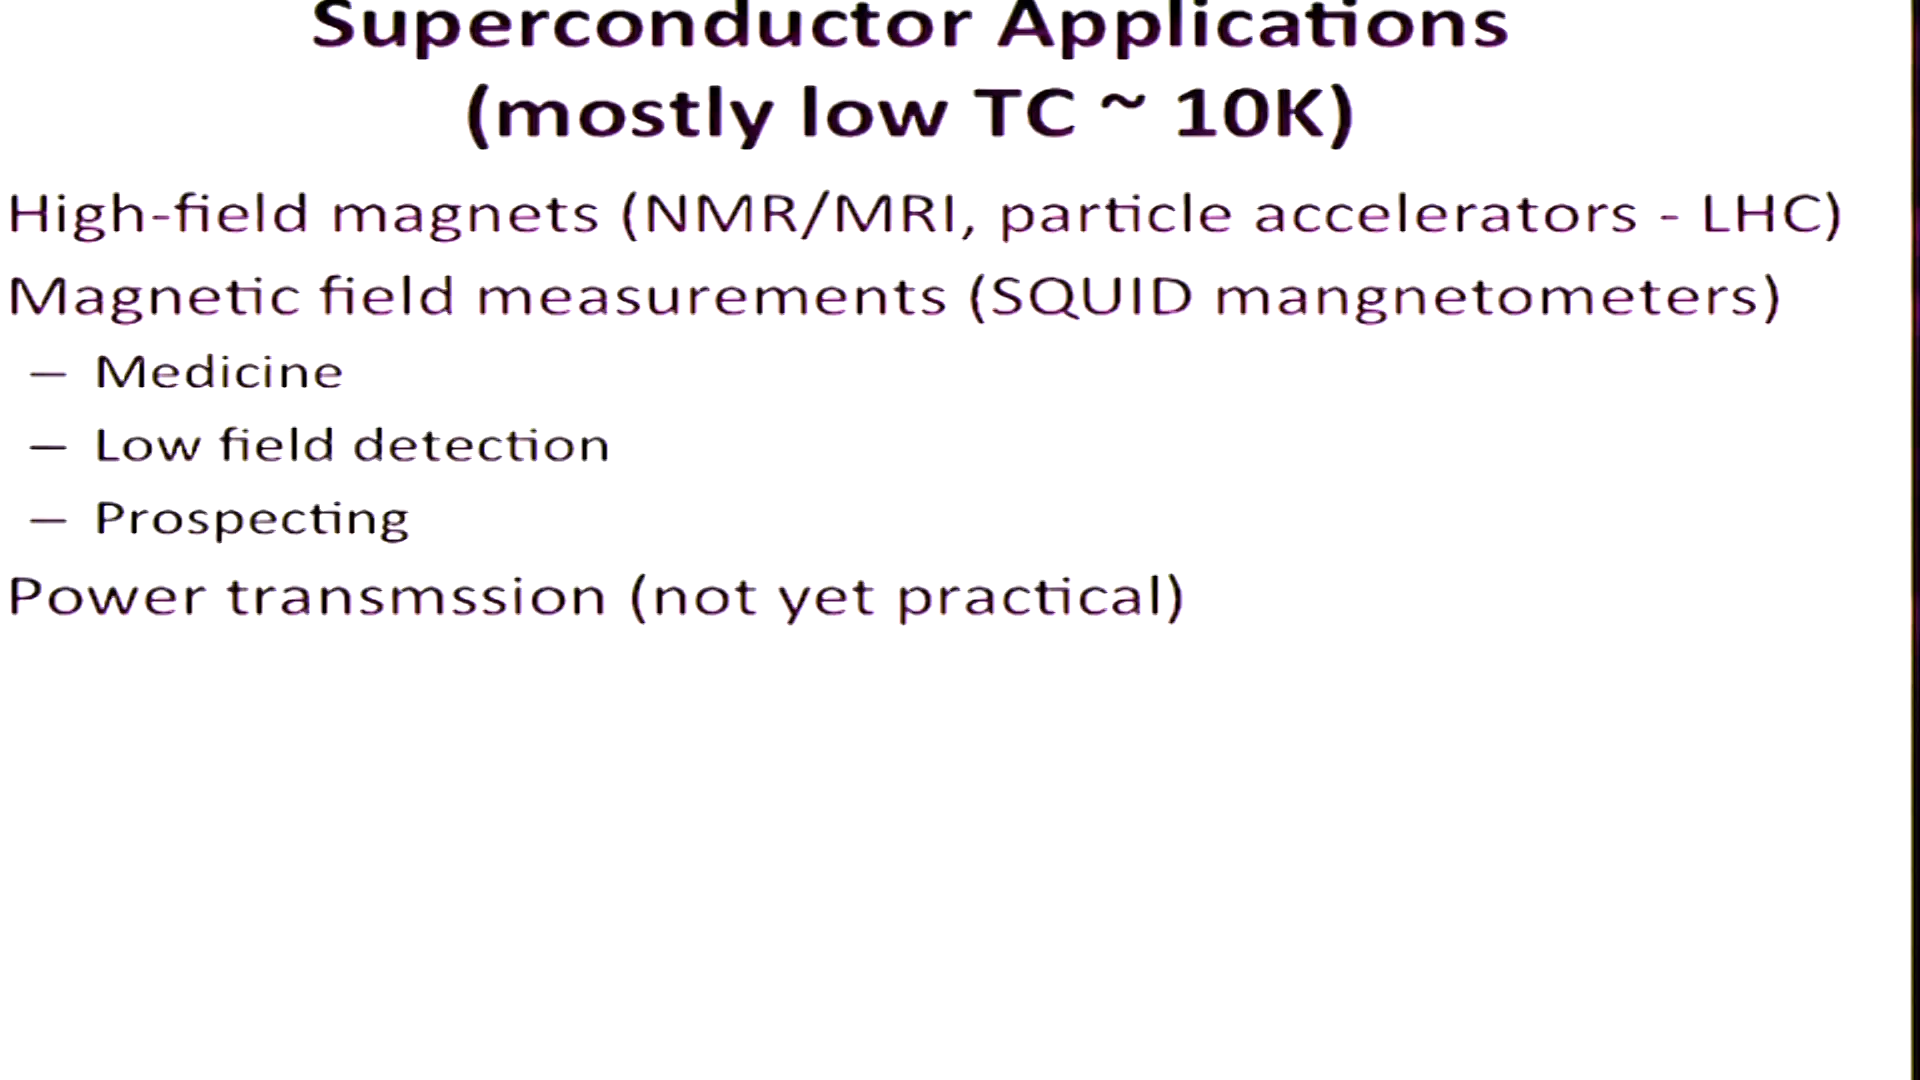 Superconductor Applications
(mostly low TC ~ 10K)
High-field magnets (NMR/MRI, particle accelerators - LHC)
Magnetic field measurements (SQUID mangnetometers)
– Medicine
– Low field detection
– Prospecting
Power transmssion (not yet practical)